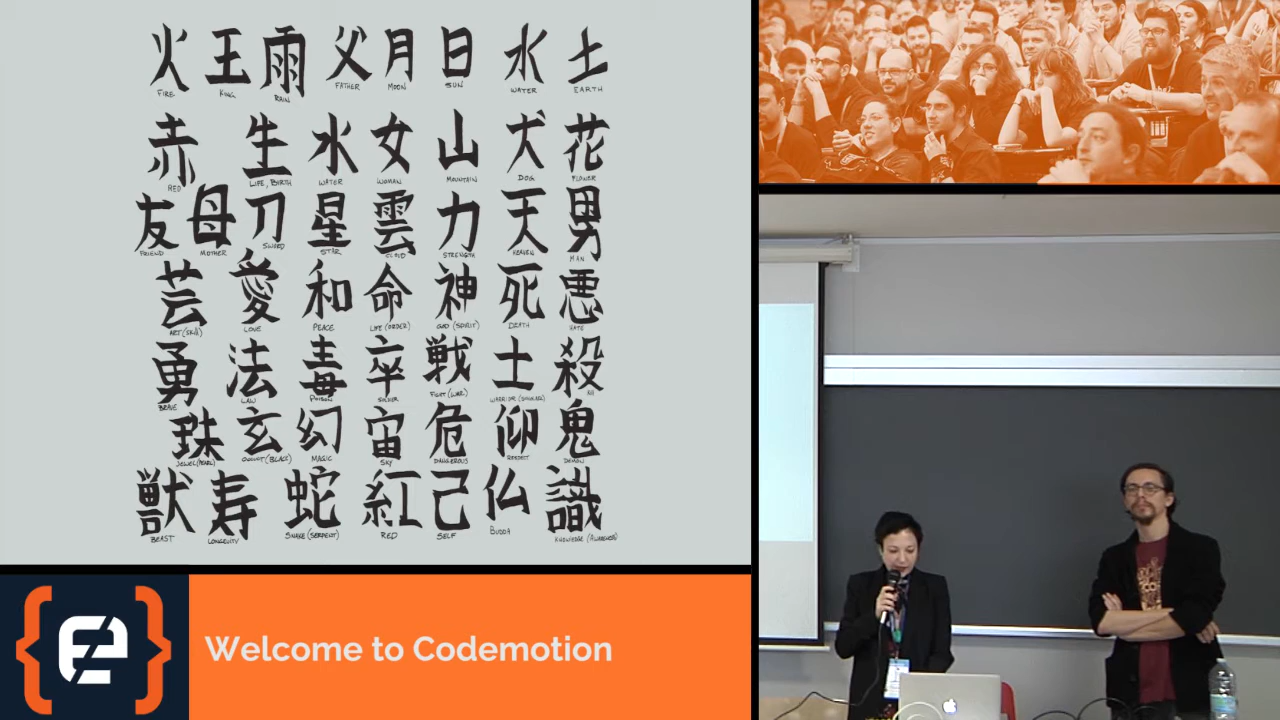 火 王 雨 父 月 日 水 土
FIRE KING RAIN FATHER MOON SUN WATER EARTH
赤 生 水 女 山 犬 花
RED LIFE, BIRTH WATER WOMAN MOUNTAIN DOG FLOWER
友 母 刀 星 雲 力 天 男
FRIEND MOTHER SWORD STAR CLOUD STRENGTH HEAVEN MAN
芸 愛 和 命 神 死 悪
ART (SKILL) LOVE PEACE LIFE (ORDER) GOD (SPIRIT) DEATH HATE
勇 法 毒 卒 戦 士 殺
BRAVE LAW POISON SOLDIER FIGHT (WAR) WARRIOR (SCHOLAR) KILL
珠 玄 幻 宙 危 仰 鬼
JEWEL (PEARL) OCCULT (BLACK) MAGIC SKY DANGEROUS RESPECT DEMON
獣 寿 蛇 紅 己 仏 識
BEAST LONGEVITY SNAKE (SERPENT) RED SELF BUDDA KNOWLEDGE (AWARENESS)
Welcome to Codemotion